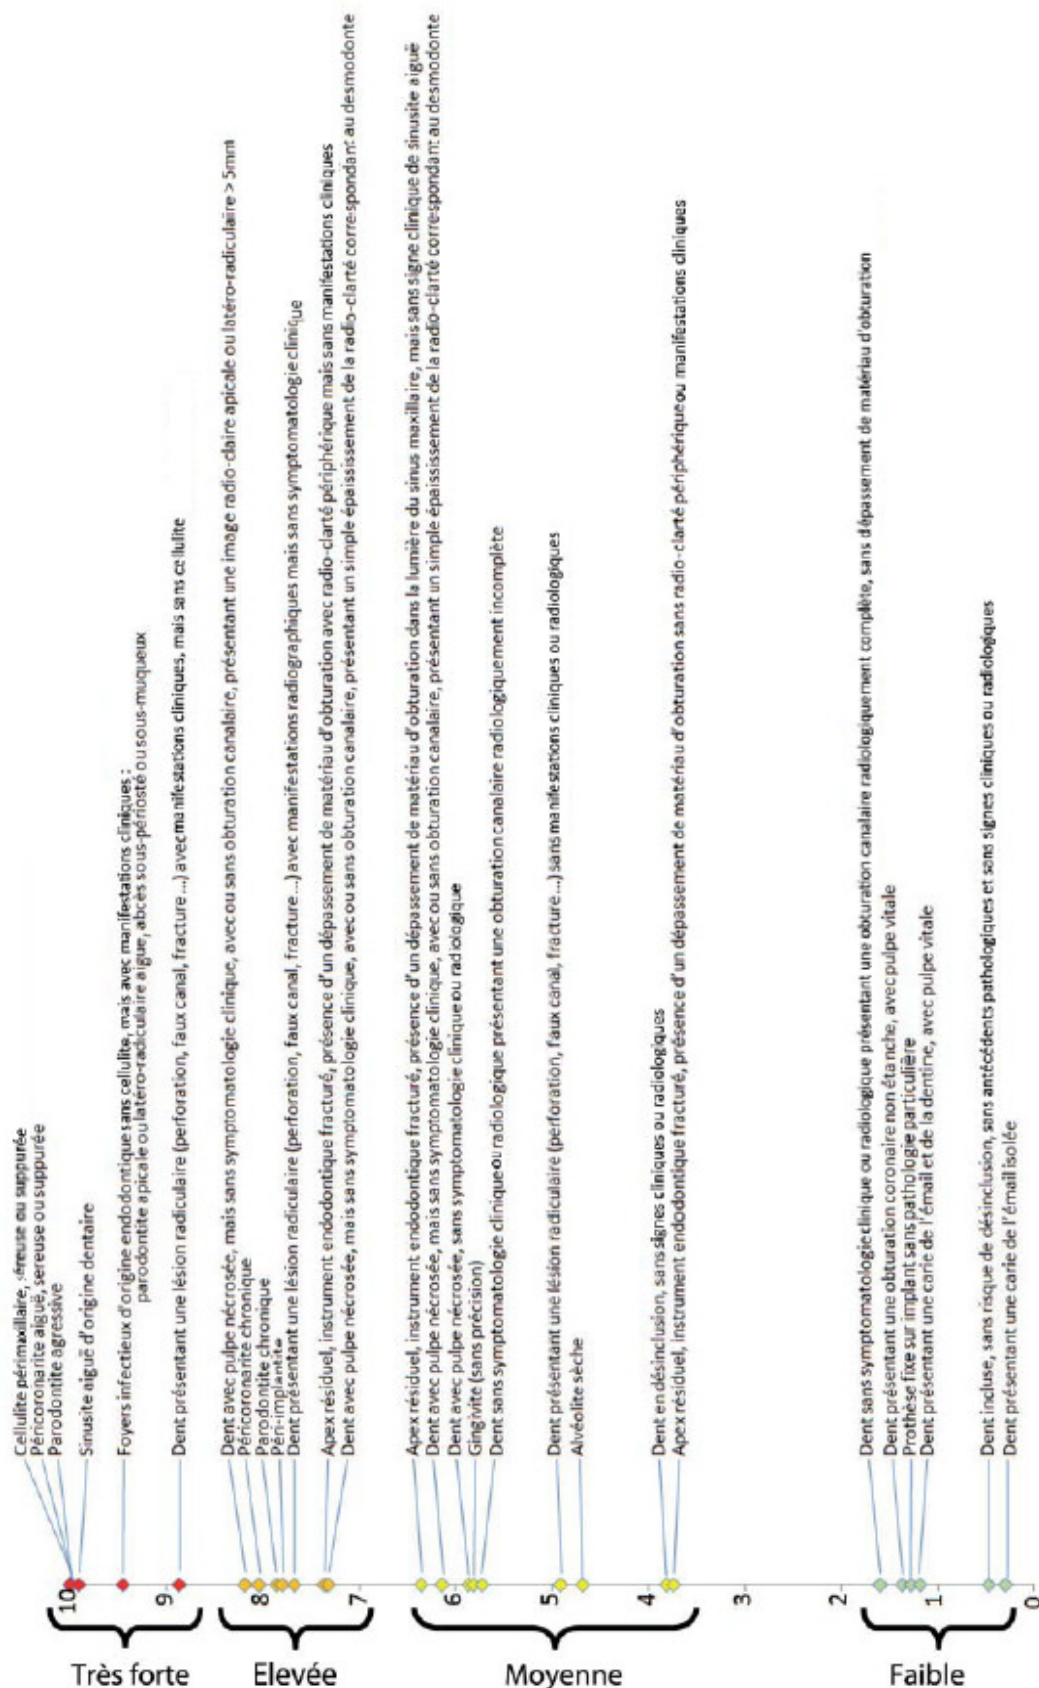 Cellulite périmaxillaire, séreuse ou suppurée
Péricoronarite aiguë, sereuse ou suppurée
Parodontite agressive
Sinusite aiguë d'origine dentaire
Foyers infectieux d'origine endodontique sans cellulite, mais avec manifestations cliniques :
parodontite apicale ou latéro-radiculaire aigue, abcès sous-périosté ou sous-muqueux
Dent présentant une lésion radiculaire (perforation, faux canal, fracture ...) avec manifestations cliniques, mais sans cellulite
Dent avec pulpe nécrosée, mais sans symptomatologie clinique, avec ou sans obturation canalaire, présentant une image radio-claire apicale ou latéro-radiculaire > 5mm
Péricoronarite chronique
Parodontite chronique
Péri-implantite
Dent présentant une lésion radiculaire (perforation, faux canal, fracture ...) avec manifestations radiographiques mais sans symptomatologie clinique
Apex résiduel, instrument endodontique fracturé, présence d'un dépassement de matériau d'obturation avec radio-clarté périphérique mais sans manifestations cliniques
Dent avec pulpe nécrosée, mais sans symptomatologie clinique, avec ou sans obturation canalaire, présentant un simple épaississement de la radio-clarté correspondant au desmodonte
Apex résiduel, instrument endodontique fracturé, présence d'un dépassement de matériau d'obturation dans la lumière du sinus maxillaire, mais sans signe clinique de sinusite aiguë
Dent avec pulpe nécrosée, mais sans symptomatologie clinique, avec ou sans obturation canalaire, présentant un simple épaississement de la radio-clarté correspondant au desmodonte
Dent avec pulpe nécrosée, sans symptomatologie clinique ou radiologique
Gingivite (sans précision)
Dent sans symptomatologie clinique ou radiologique présentant une obturation canalaire radiologiquement incomplète
Dent présentant une lésion radiculaire (perforation, faux canal, fracture ...) sans manifestations cliniques ou radiologiques
Alvéolite sèche
Dent en désinclusion, sans signes cliniques ou radiologiques
Apex résiduel, instrument endodontique fracturé, présence d'un dépassement de matériau d'obturation sans radio-clarté périphérique ou manifestations cliniques
Dent sans symptomatologie clinique ou radiologique présentant une obturation canalaire radiologiquement complète, sans dépassement de matériau d'obturation
Dent présentant une obturation coronaire non étanche, avec pulpe vitale
Prothèse fixe sur implant sans pathologie particulière
Dent présentant une carie de l'émail et de la dentine, avec pulpe vitale
Dent incluse, sans risque de désinclusion, sans antécédents pathologiques et sans signes cliniques ou radiologiques
Dent présentant une carie de l'émail isolée
10
9
8
7
6
5
4
3
2
1
0
Très forte
Elevée
Moyenne
Faible